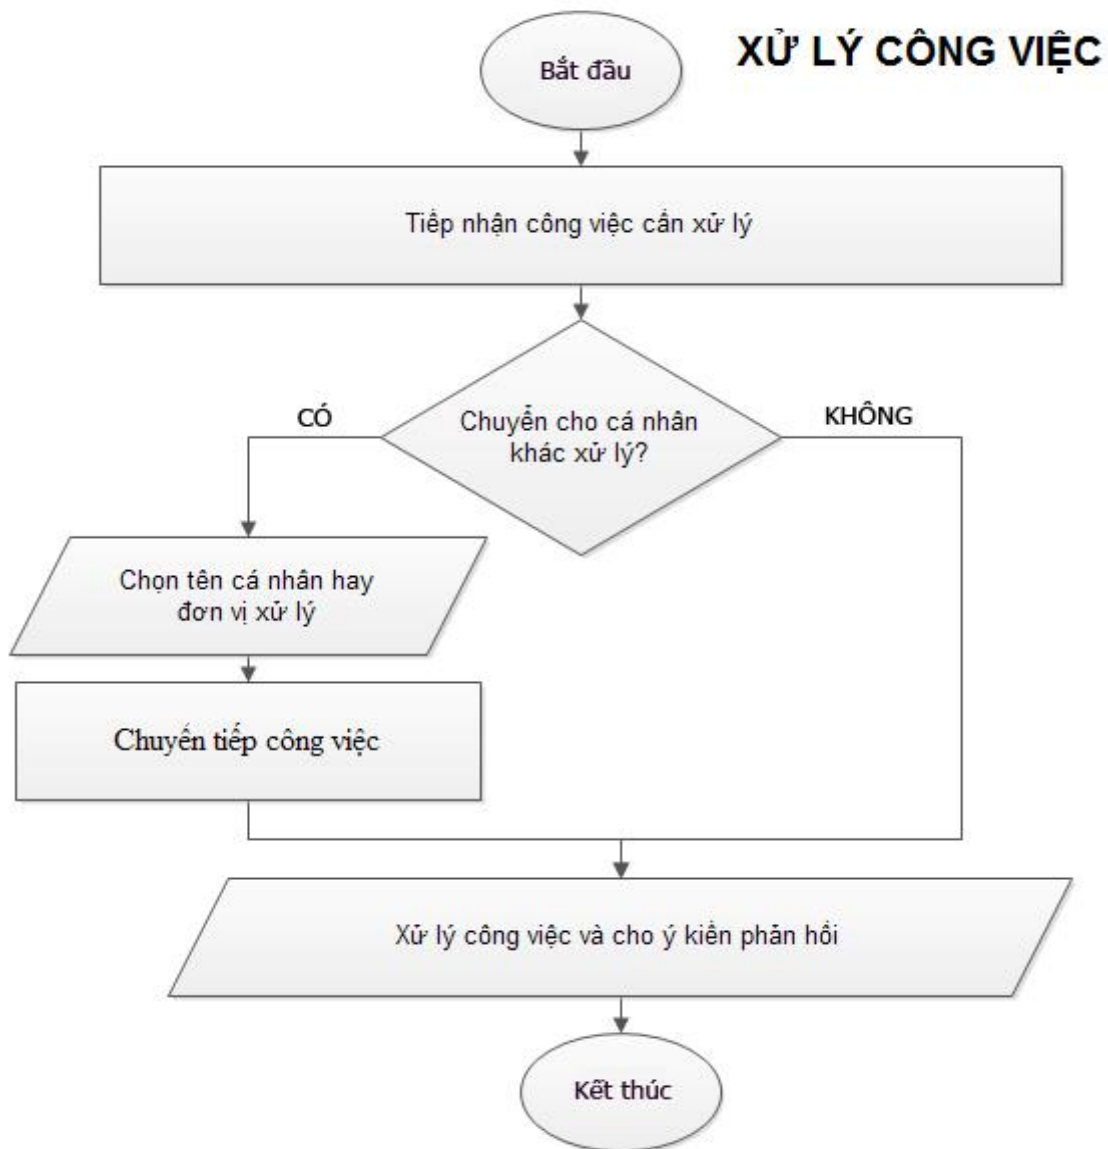 XỬ LÝ CÔNG VIỆC
Bắt đầu
Tiếp nhận công việc cần xử lý
Chuyển cho cá nhân
khác xử lý?
CÓ
KHÔNG
Chọn tên cá nhân hay
đơn vị xử lý
Chuyển tiếp công việc
Xử lý công việc và cho ý kiến phản hồi
Kết thúc